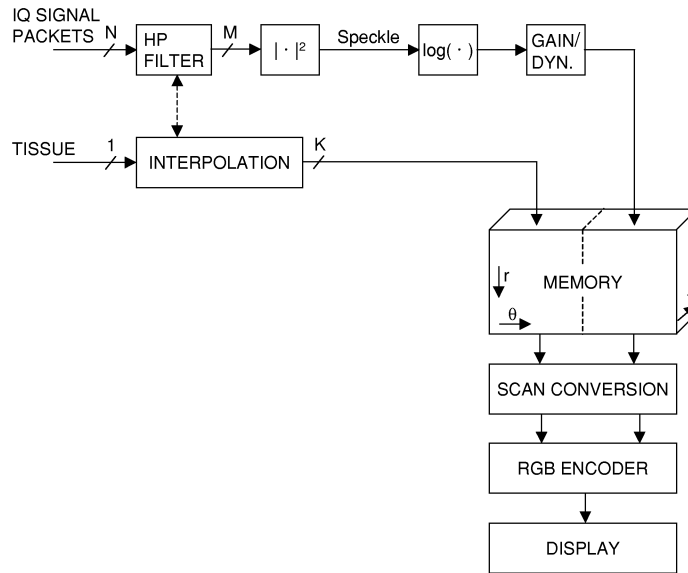 IQ SIGNAL
PACKETS
N
HP
FILTER
M
| · |²
Speckle
log( · )
GAIN/
DYN.
TISSUE
1
INTERPOLATION
K
MEMORY
r
θ
SCAN CONVERSION
RGB ENCODER
DISPLAY